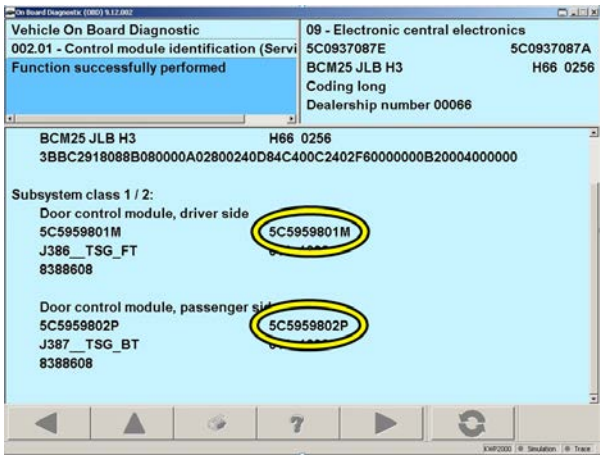 On Board Diagnostic (OBD) 9.12.002
Vehicle On Board Diagnostic
002.01 - Control module identification (Servi
Function successfully performed
09 - Electronic central electronics
5C0937087E 5C0937087A
BCM25 JLB H3 H66 0256
Coding long
Dealership number 00066
BCM25 JLB H3 H66 0256
3BBC2918088B080000A02800240D84C400C2402F60000000B20004000000
Subsystem class 1 / 2:
Door control module, driver side
5C5959801M 5C5959801M
J386__TSG_FT
8388608
Door control module, passenger
5C5959802P 5C5959802P
J387__TSG_BT
8388608
?
KWP2000 Simulation Trace